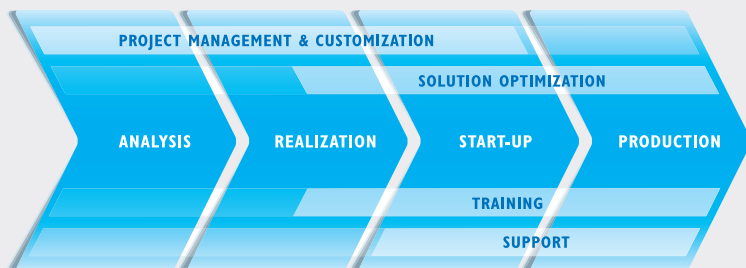 PROJECT MANAGEMENT & CUSTOMIZATION
SOLUTION OPTIMIZATION
ANALYSIS REALIZATION START-UP PRODUCTION
TRAINING
SUPPORT